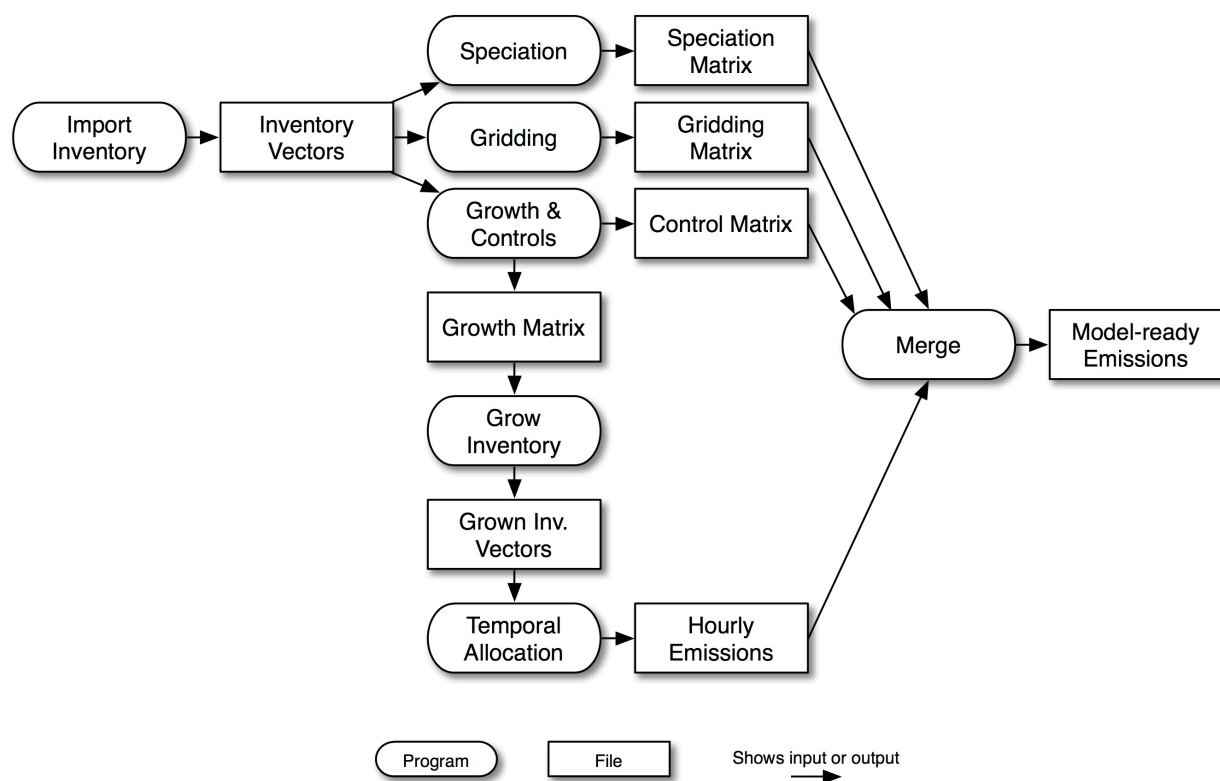 Speciation
Speciation
Matrix
Import
Inventory
Inventory
Vectors
Gridding
Gridding
Matrix
Growth &
Controls
Control Matrix
Growth Matrix
Merge
Model-ready
Emissions
Grow
Inventory
Grown Inv.
Vectors
Temporal
Allocation
Hourly
Emissions
Program
File
Shows input or output